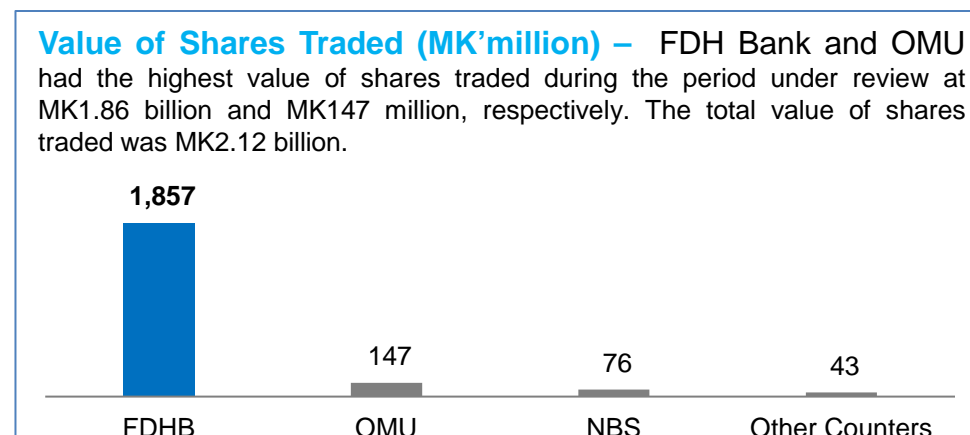 Value of Shares Traded (MK’million) – FDH Bank and OMU
had the highest value of shares traded during the period under review at
MK1.86 billion and MK147 million, respectively. The total value of shares
traded was MK2.12 billion.
1,857
147
76
43
FDHB
OMU
NBS
Other Counters